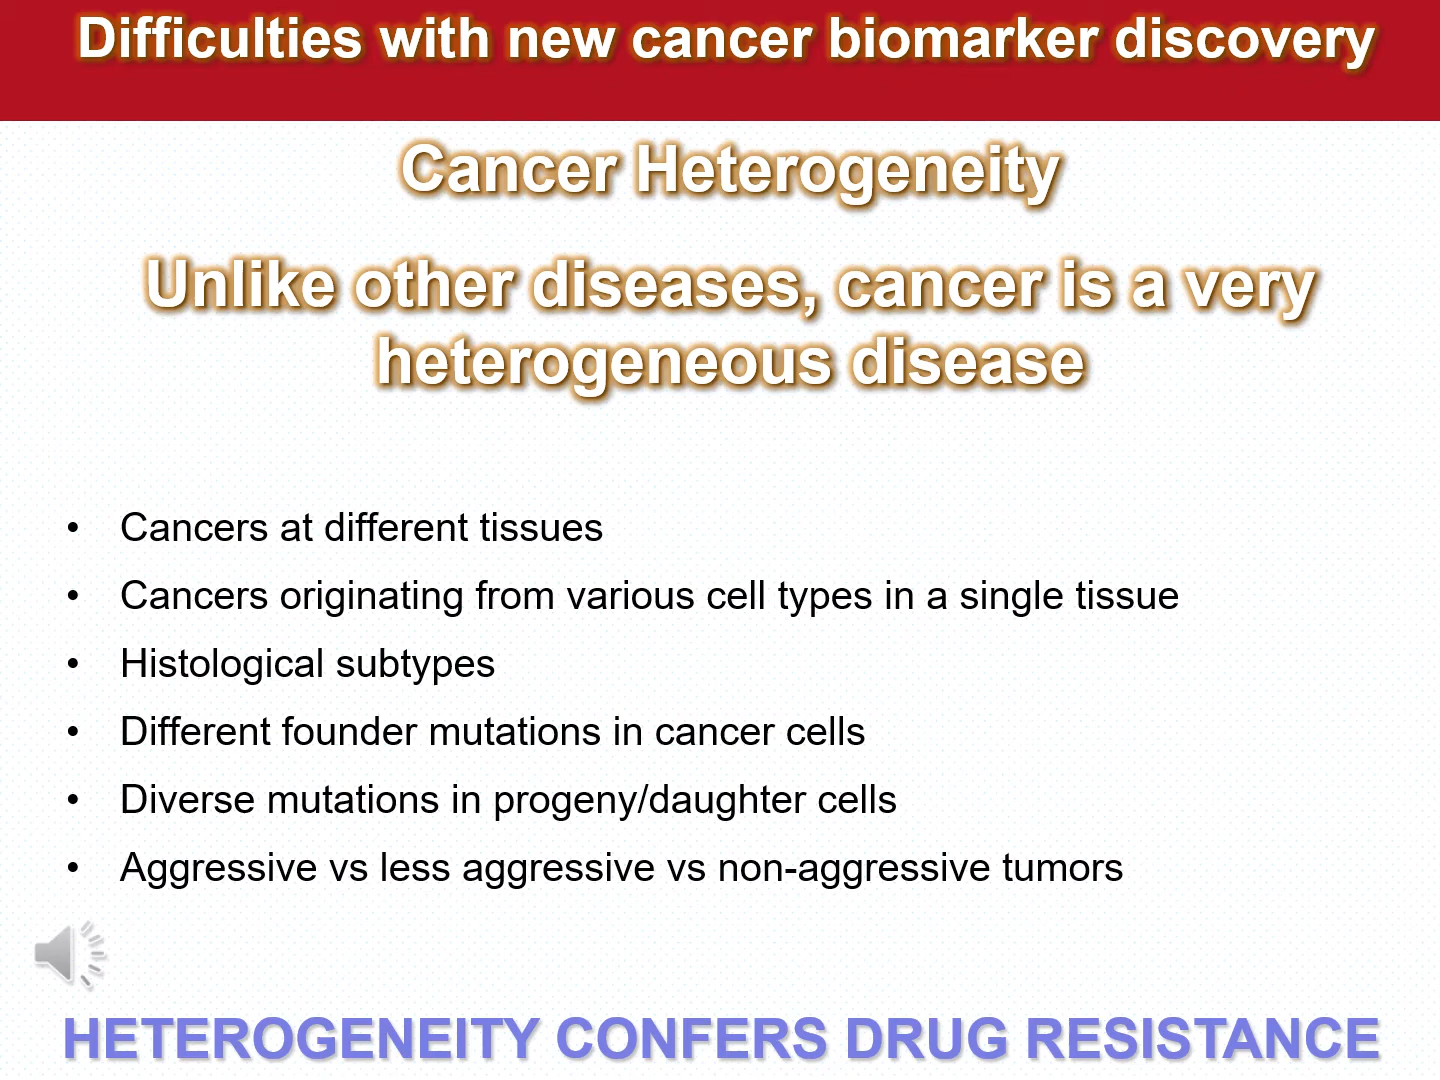 Difficulties with new cancer biomarker discovery
Cancer Heterogeneity
Unlike other diseases, cancer is a very
heterogeneous disease
• Cancers at different tissues
• Cancers originating from various cell types in a single tissue
• Histological subtypes
• Different founder mutations in cancer cells
• Diverse mutations in progeny/daughter cells
• Aggressive vs less aggressive vs non-aggressive tumors
HETEROGENEITY CONFERS DRUG RESISTANCE